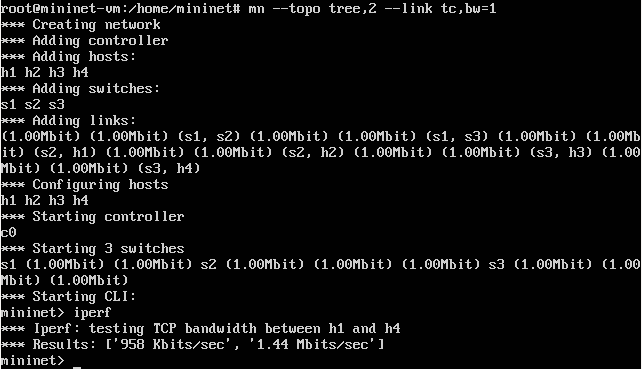 root@mininet-vm:/home/mininet# mn --topo tree,2 --link tc,bw=1
*** Creating network
*** Adding controller
*** Adding hosts:
h1 h2 h3 h4
*** Adding switches:
s1 s2 s3
*** Adding links:
(1.00Mbit) (1.00Mbit) (s1, s2) (1.00Mbit) (1.00Mbit) (s1, s3) (1.00Mbit) (1.00Mb
it) (s2, h1) (1.00Mbit) (1.00Mbit) (s2, h2) (1.00Mbit) (1.00Mbit) (s3, h3) (1.00
Mbit) (1.00Mbit) (s3, h4)
*** Configuring hosts
h1 h2 h3 h4
*** Starting controller
c0
*** Starting 3 switches
s1 (1.00Mbit) (1.00Mbit) s2 (1.00Mbit) (1.00Mbit) (1.00Mbit) s3 (1.00Mbit) (1.00
Mbit) (1.00Mbit)
*** Starting CLI:
mininet> iperf
*** Iperf: testing TCP bandwidth between h1 and h4
*** Results: ['958 Kbits/sec', '1.44 Mbits/sec']
mininet> _